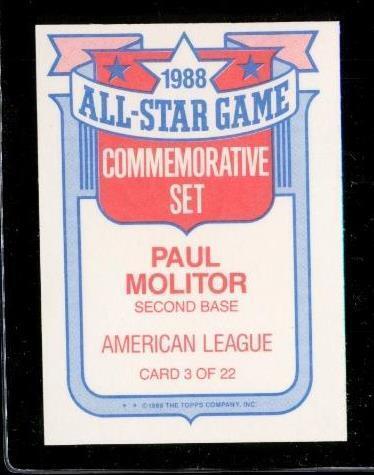 1988
ALL-STAR GAME
COMMEMORATIVE
SET
PAUL
MOLITOR
SECOND BASE
AMERICAN LEAGUE
CARD 3 OF 22
* * ©1989 THE TOPPS COMPANY, INC.